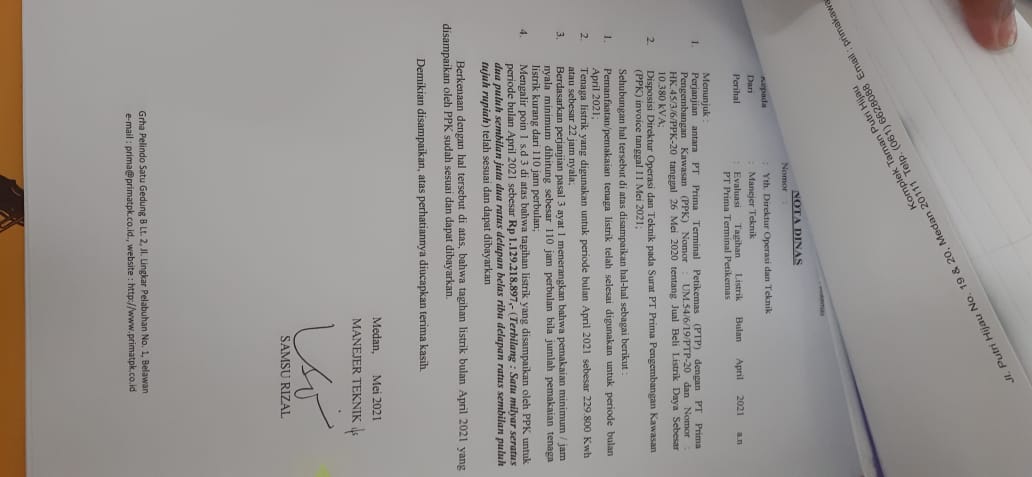 Jl. Putri Hijau No. 19 & 20 Medan 20111 Telp. (061) 6628088
Komplek Taman Putri Hijau
Email : primakawa
NOTA DINAS
Nomor :
Kepada : Yth. Direktur Operasi dan Teknik
Dari : Manejer Teknik
Perihal : Evaluasi Tagihan Listrik Bulan April 2021 a.n
PT Prima Terminal Petikemas
Menunjuk :
1. Perjanjian antara PT Prima Terminal Petikemas (PTP) dengan PT Prima
Pengembangan Kawasan (PPK) Nomor : UM.54/6/19/PTP-20 dan Nomor :
HK.455/3/6/PPK-20 tanggal 26 Mei 2020 tentang Jual Beli Listrik Daya Sebesar
10.380 kVA;
2. Disposisi Direktur Operasi dan Teknik pada Surat PT Prima Pengembangan Kawasan
(PPK) invoice tanggal 11 Mei 2021;
Sehubungan hal tersebut di atas disampaikan hal-hal sebagai berikut :
1. Pemanfaatan/pemakaian tenaga listrik telah selesai digunakan untuk periode bulan
April 2021;
2. Tenaga listrik yang digunakan untuk periode bulan April 2021 sebesar 229.800 Kwh
atau sebesar 22 jam nyala;
3. Berdasarkan perjanjian pasal 3 ayat 1 menerangkan bahwa pemakaian minimum / jam
nyala minimum dihitung sebesar 110 jam perbulan bila jumlah pemakaian tenaga
listrik kurang dari 110 jam perbulan;
4. Mengalir poin 1 s.d 3 di atas bahwa tagihan listrik yang disampaikan oleh PPK untuk
periode bulan April 2021 sebesar Rp 1.129.218.897,- (Terbilang : Satu milyar seratus
dua puluh sembilan juta dua ratus delapan belas ribu delapan ratus sembilan puluh
tujuh rupiah) telah sesuai dan dapat dibayarkan
Berkenaan dengan hal tersebut di atas, bahwa tagihan listrik bulan April 2021 yang
disampaikan oleh PPK sudah sesuai dan dapat dibayarkan.
Demikian disampaikan, atas perhatiannya diucapkan terima kasih.
Medan, Mei 2021
MANEJER TEKNIK
SAMSU RIZAL
Grha Pelindo Satu Gedung B Lt. 2, Jl. Lingkar Pelabuhan No. 1, Belawan
e-mail : prima@primatpk.co.id., website : http://www.primatpk.co.id